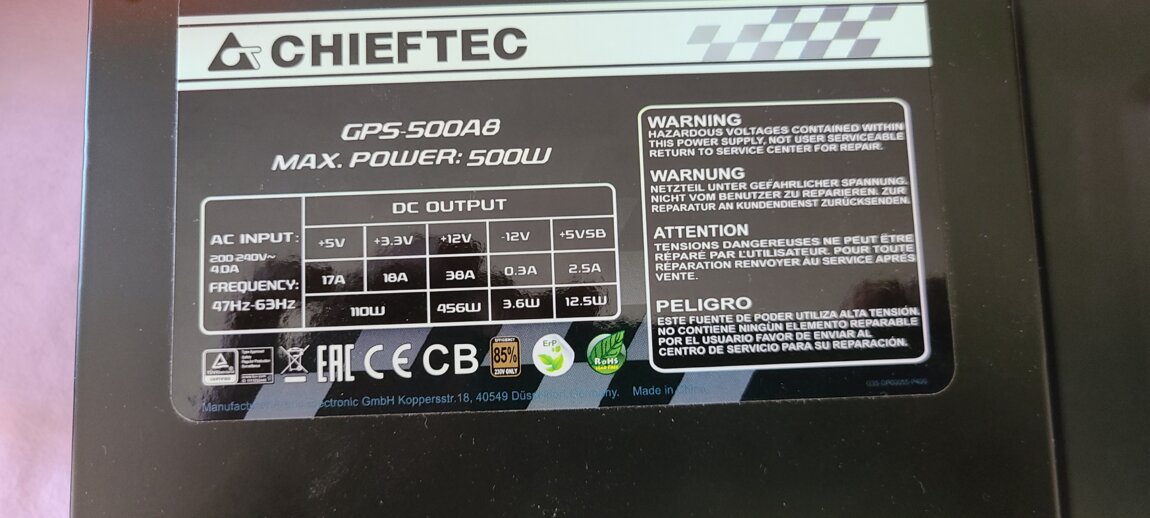 CHIEFTEC
GPS-500A8
MAX. POWER: 500W
AC INPUT:
200-240V~
4.0A
FREQUENCY:
47Hz-63Hz
DC OUTPUT
+5V +3.3V +12V -12V +5VSB
17A 18A 38A 0.3A 2.5A
110W 456W 3.6W 12.5W
WARNING
HAZARDOUS VOLTAGES CONTAINED WITHIN
THIS POWER SUPPLY, NOT USER SERVICEABLE
RETURN TO SERVICE CENTER FOR REPAIR.
WARNUNG
NETZTEIL UNTER GEFÄHRLICHER SPANNUNG.
NICHT VOM BENUTZER ZU REPARIEREN. ZUR
REPARATUR AN KUNDENDIENST ZURÜCKSENDEN.
ATTENTION
TENSIONS DANGEREUSES NE PEUT ÊTRE
RÉPARÉ PAR L'UTILISATEUR. POUR TOUTE
RÉPARATION RENVOYER AU SERVICE APRÈS
VENTE.
PELIGRO
ESTE FUENTE DE PODER UTILIZA ALTA TENSIÓN.
NO CONTIENE NINGÚN ELEMENTO REPARABLE
POR EL USUARIO FAVOR DE ENVIAR AL
CENTRO DE SERVICIO PARA SU REPARACIÓN.
EAC CE CB
EFFICIENCY
85%
230V ONLY
ErP
RoHS
electronic GmbH Koppersstr.18, 40549 Made in